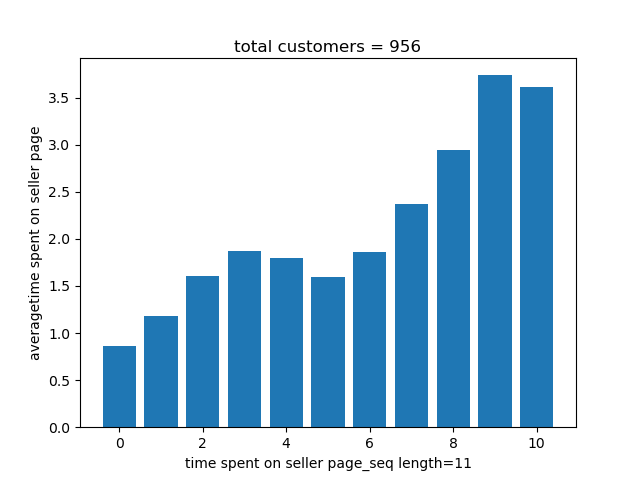 total customers = 956
averagetime spent on seller page
3.5
3.0
2.5
2.0
1.5
1.0
0.5
0.0
0 2 4 6 8 10
time spent on seller page_seq length=11